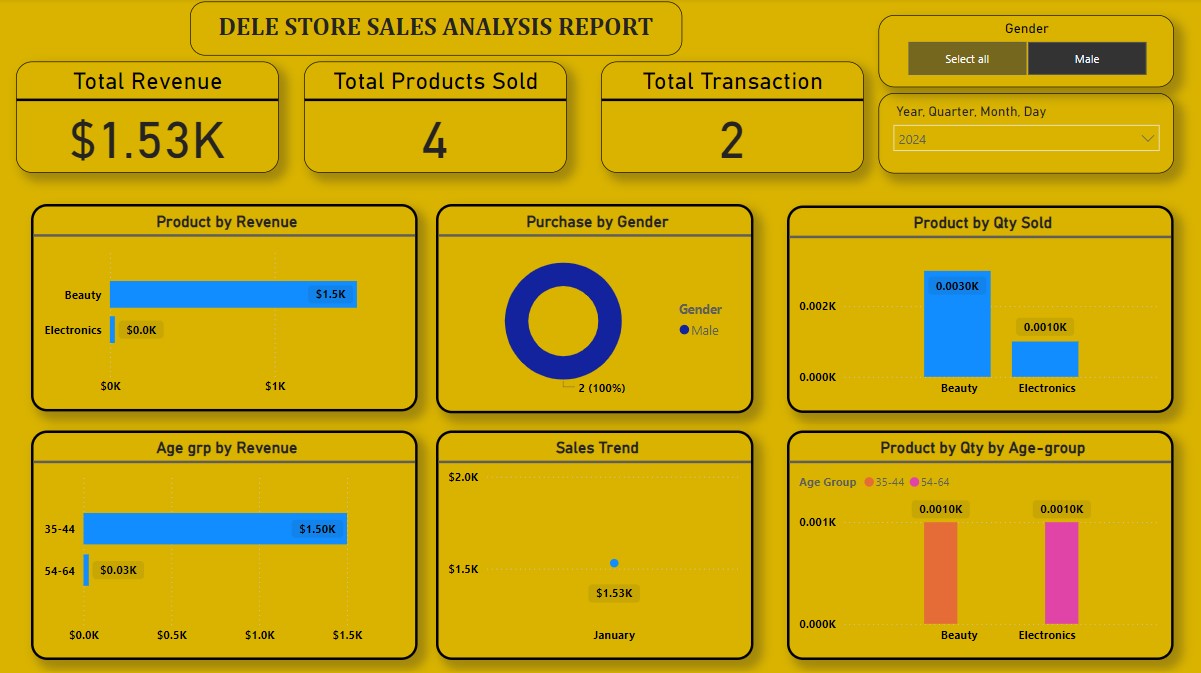 DELE STORE SALES ANALYSIS REPORT
Gender
Select all
Male
Year, Quarter, Month, Day
2024
Total Revenue
$1.53K
Total Products Sold
4
Total Transaction
2
Product by Revenue
Beauty
$1.5K
Electronics
$0.0K
$0K
$1K
Purchase by Gender
Gender
Male
2 (100%)
Product by Qty Sold
0.0030K
0.002K
0.0010K
0.000K
Beauty
Electronics
Age grp by Revenue
35-44
$1.50K
54-64
$0.03K
$0.0K
$0.5K
$1.0K
$1.5K
Sales Trend
$2.0K
$1.5K
$1.53K
January
Product by Qty by Age-group
Age Group
35-44
54-64
0.0010K
0.0010K
0.001K
0.000K
Beauty
Electronics